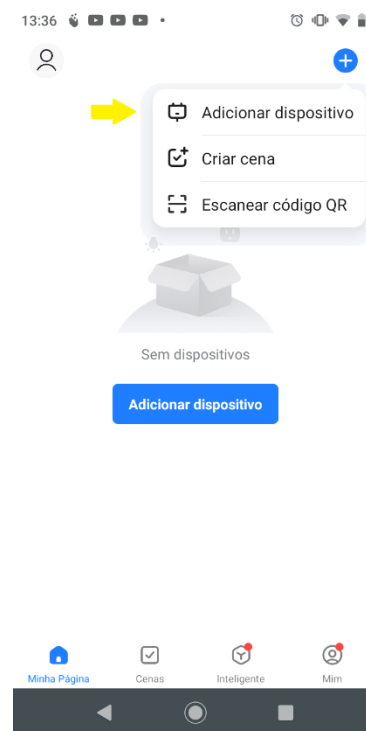 13:36
Adicionar dispositivo
Criar cena
Escanear código QR
Sem dispositivos
Adicionar dispositivo
Minha Página
Cenas
Inteligente
Mim